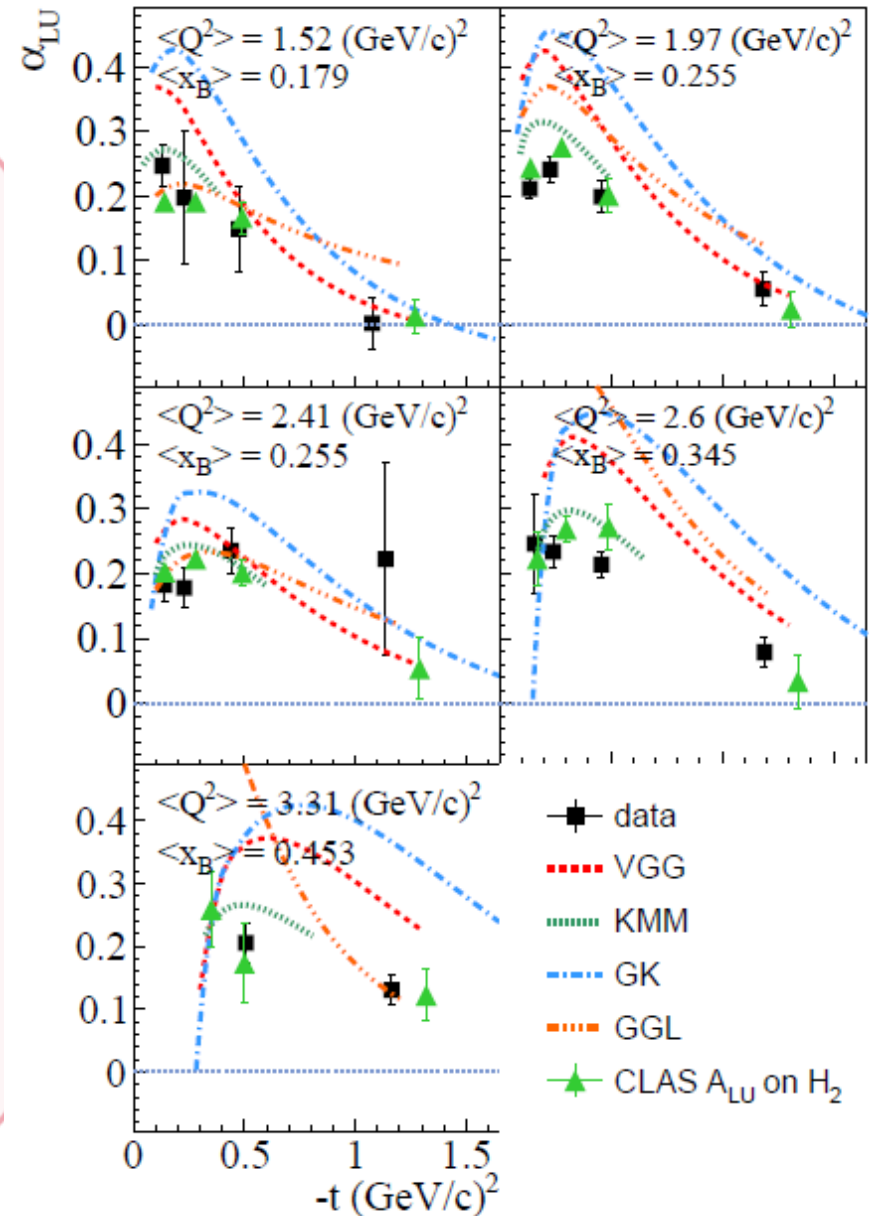 α_LU
<Q²> = 1.52 (GeV/c)²
<x_B> = 0.179
<Q²> = 1.97 (GeV/c)²
<x_B> = 0.255
0.4
0.3
0.2
0.1
0
<Q²> = 2.41 (GeV/c)²
<x_B> = 0.255
<Q²> = 2.6 (GeV/c)²
<x_B> = 0.345
0.4
0.3
0.2
0.1
0
<Q²> = 3.31 (GeV/c)²
<x_B> = 0.453
0.4
0.3
0.2
0.1
0
data
VGG
KMM
GK
GGL
CLAS A_LU on H₂
0 0.5 1 1.5
-t (GeV/c)²